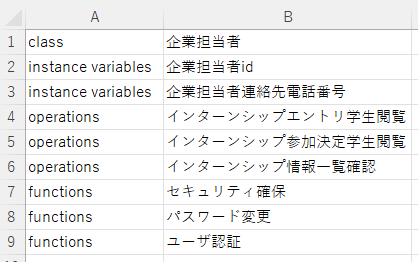 A B
1 class 企業担当者
2 instance variables 企業担当者id
3 instance variables 企業担当者連絡先電話番号
4 operations インターンシップエントリ学生閲覧
5 operations インターンシップ参加決定学生閲覧
6 operations インターンシップ情報一覧確認
7 functions セキュリティ確保
8 functions パスワード変更
9 functions ユーザ認証